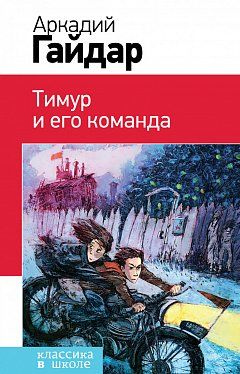 Аркадий
Гайдар
Тимур
и его команда
классика
в школе